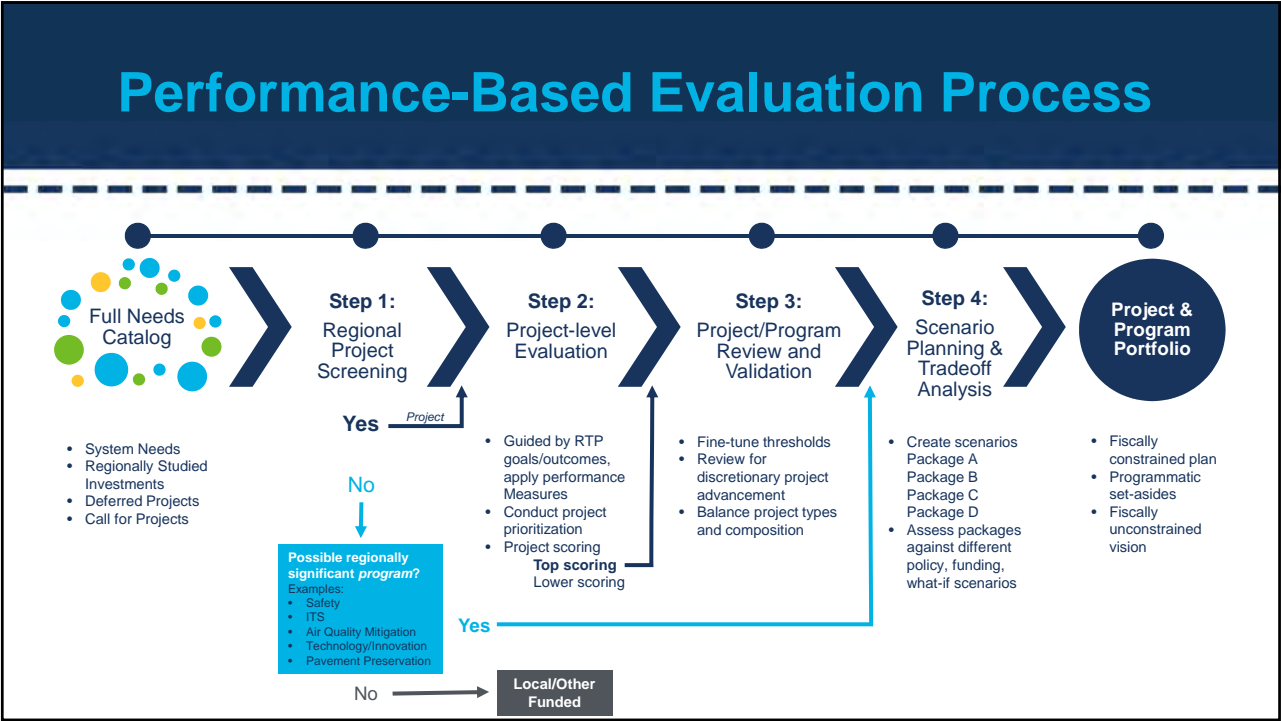 Performance-Based Evaluation Process
Full Needs
Catalog
• System Needs
• Regionally Studied
Investments
• Deferred Projects
• Call for Projects
Step 1:
Regional
Project
Screening
Yes
Project
No
Possible regionally
significant program?
Examples:
• Safety
• ITS
• Air Quality Mitigation
• Technology/Innovation
• Pavement Preservation
Yes
No
Local/Other
Funded
Step 2:
Project-level
Evaluation
• Guided by RTP
goals/outcomes,
apply performance
Measures
• Conduct project
prioritization
• Project scoring
Top scoring
Lower scoring
Step 3:
Project/Program
Review and
Validation
• Fine-tune thresholds
• Review for
discretionary project
advancement
• Balance project types
and composition
Step 4:
Scenario
Planning &
Tradeoff
Analysis
• Create scenarios
Package A
Package B
Package C
Package D
• Assess packages
against different
policy, funding,
what-if scenarios
Project &
Program
Portfolio
• Fiscally
constrained plan
• Programmatic
set-asides
• Fiscally
unconstrained
vision